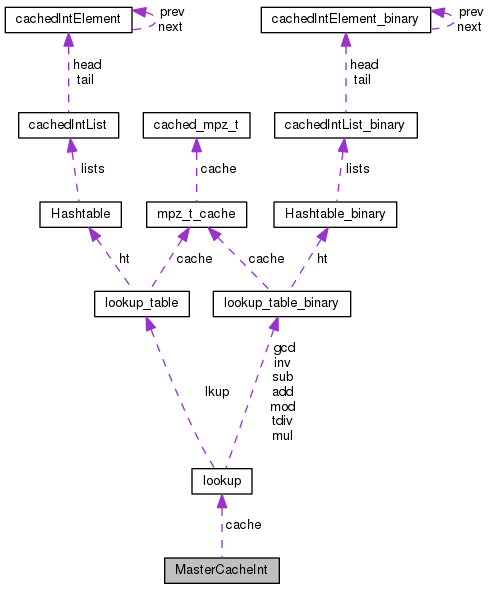 cachedIntElement
prev
next
cachedIntElement_binary
prev
next
head
tail
head
tail
cachedIntList
cached_mpz_t
cachedIntList_binary
lists
cache
lists
Hashtable
mpz_t_cache
Hashtable_binary
ht
cache
cache
ht
lookup_table
lookup_table_binary
lkup
gcd
inv
sub
add
mod
tdiv
mul
lookup
cache
MasterCacheInt